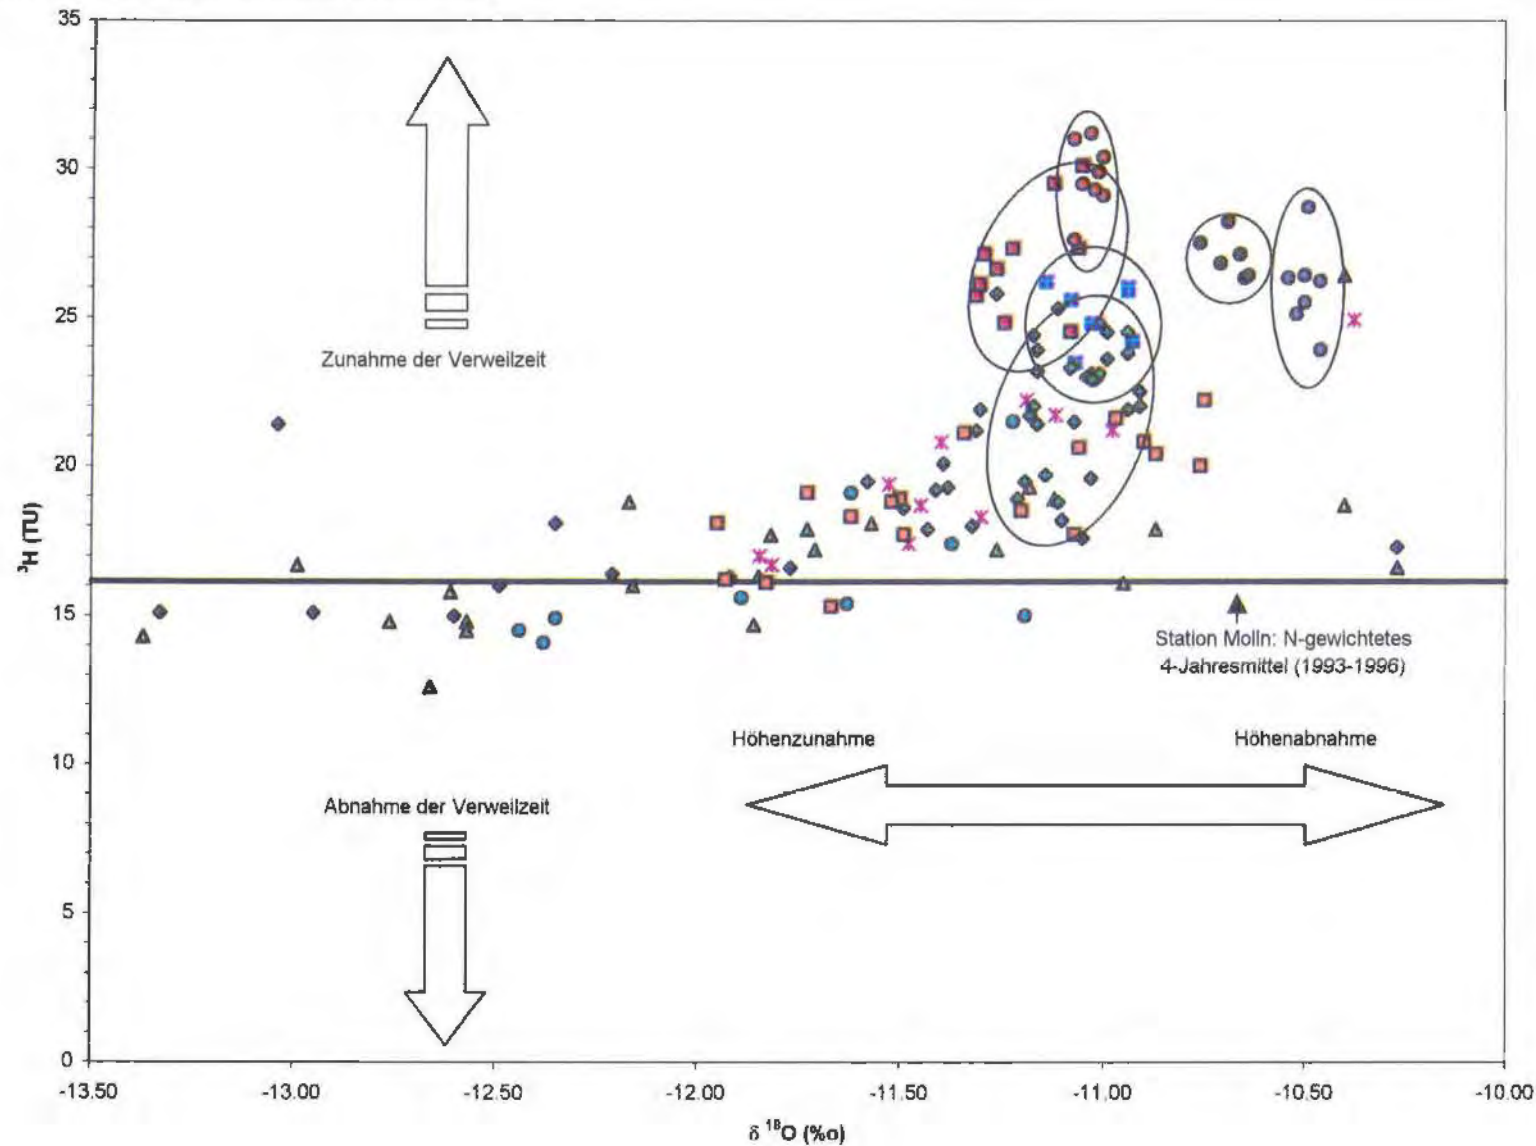 35
30
25
20
15
10
5
0
³H (TU)
Zunahme der Verweilzeit
Station Molln: N-gewichtetes
4-Jahresmittel (1993-1996)
Höhenzunahme
Höhenabnahme
Abnahme der Verweilzeit
-13.50
-13.00
-12.50
-12.00
-11.50
-11.00
-10.50
-10.00
δ ¹⁸O (%o)